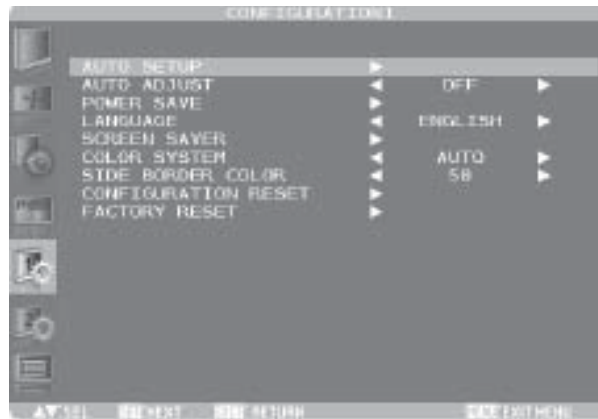 CONFIGURATION1
AUTO SETUP ▶
AUTO ADJUST ◀ OFF ▶
POWER SAVE ▶
LANGUAGE ◀ ENGLISH ▶
SCREEN SAVER ▶
COLOR SYSTEM ◀ AUTO ▶
SIDE BORDER COLOR ◀ 50 ▶
CONFIGURATION RESET ▶
FACTORY RESET ▶
▲▼:SEL NEXT RETURN EXIT MENU